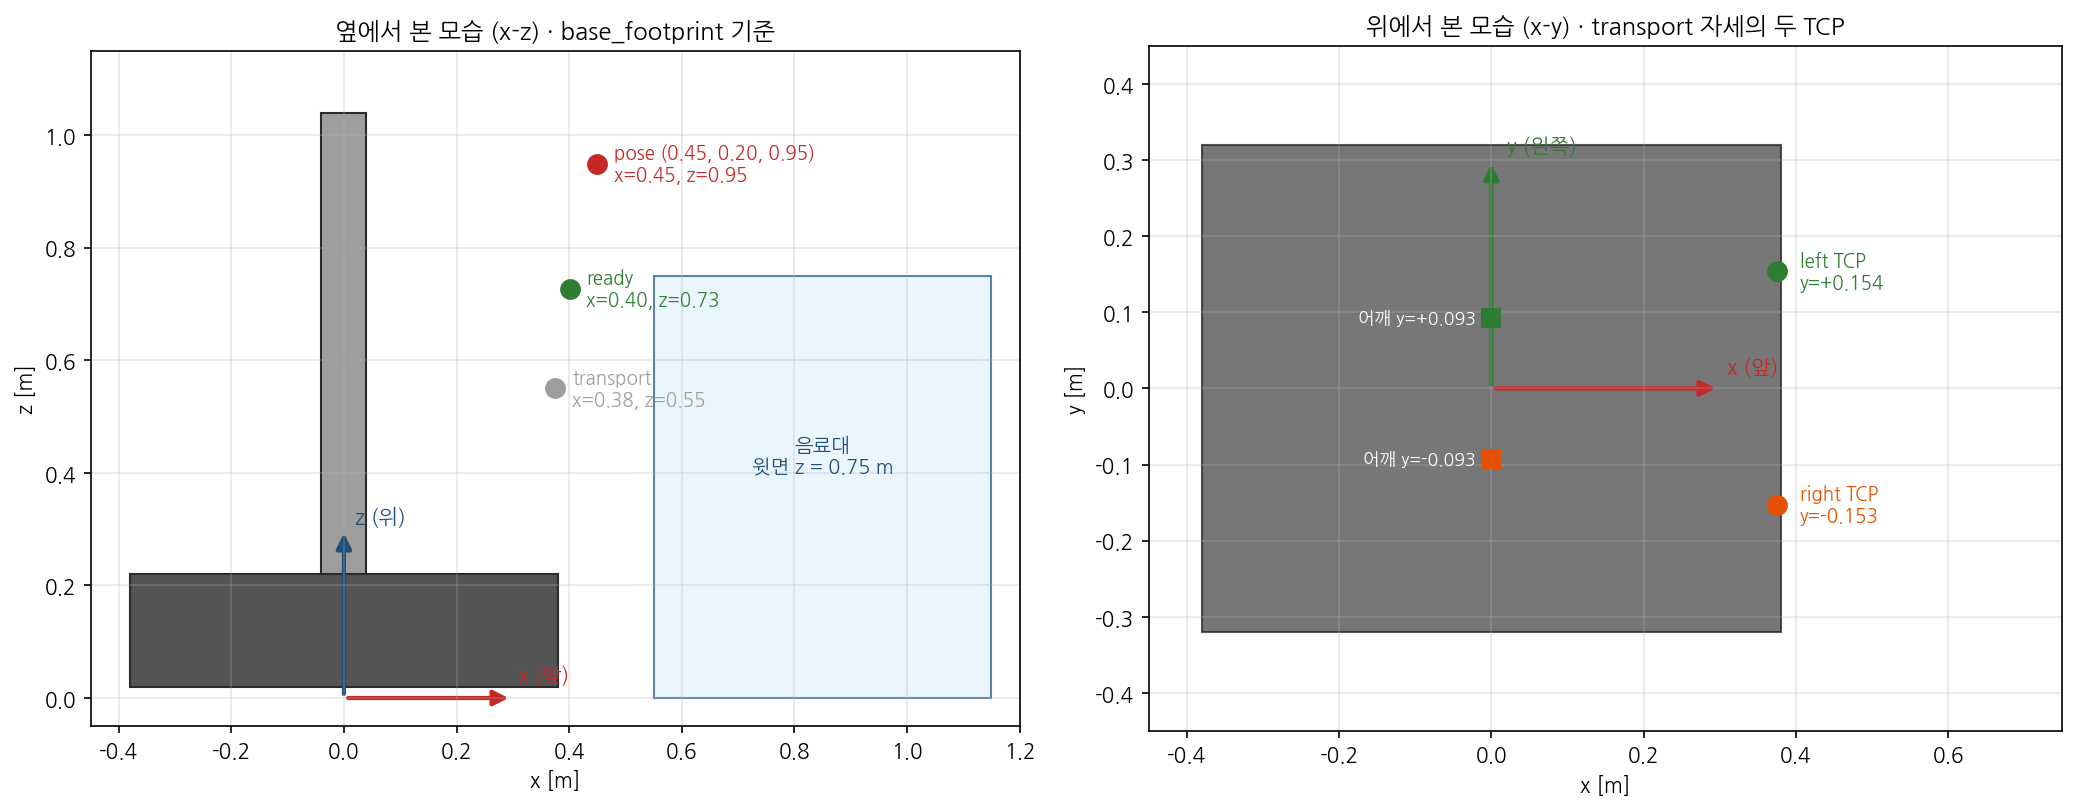 옆에서 본 모습 (x-z) · base_footprint 기준
z [m]
1.0
0.8
0.6
0.4
0.2
0.0
pose (0.45, 0.20, 0.95)
x=0.45, z=0.95
ready
x=0.40, z=0.73
transport
x=0.38, z=0.55
음료대
윗면 z = 0.75 m
z (위)
x (앞)
-0.4
-0.2
0.0
0.2
0.4
0.6
0.8
1.0
1.2
x [m]
위에서 본 모습 (x-y) · transport 자세의 두 TCP
y [m]
0.4
0.3
0.2
0.1
0.0
-0.1
-0.2
-0.3
-0.4
y (왼쪽)
left TCP
y=+0.154
어깨 y=+0.093
x (앞)
어깨 y=-0.093
right TCP
y=-0.153
-0.4
-0.2
0.0
0.2
0.4
0.6
x [m]